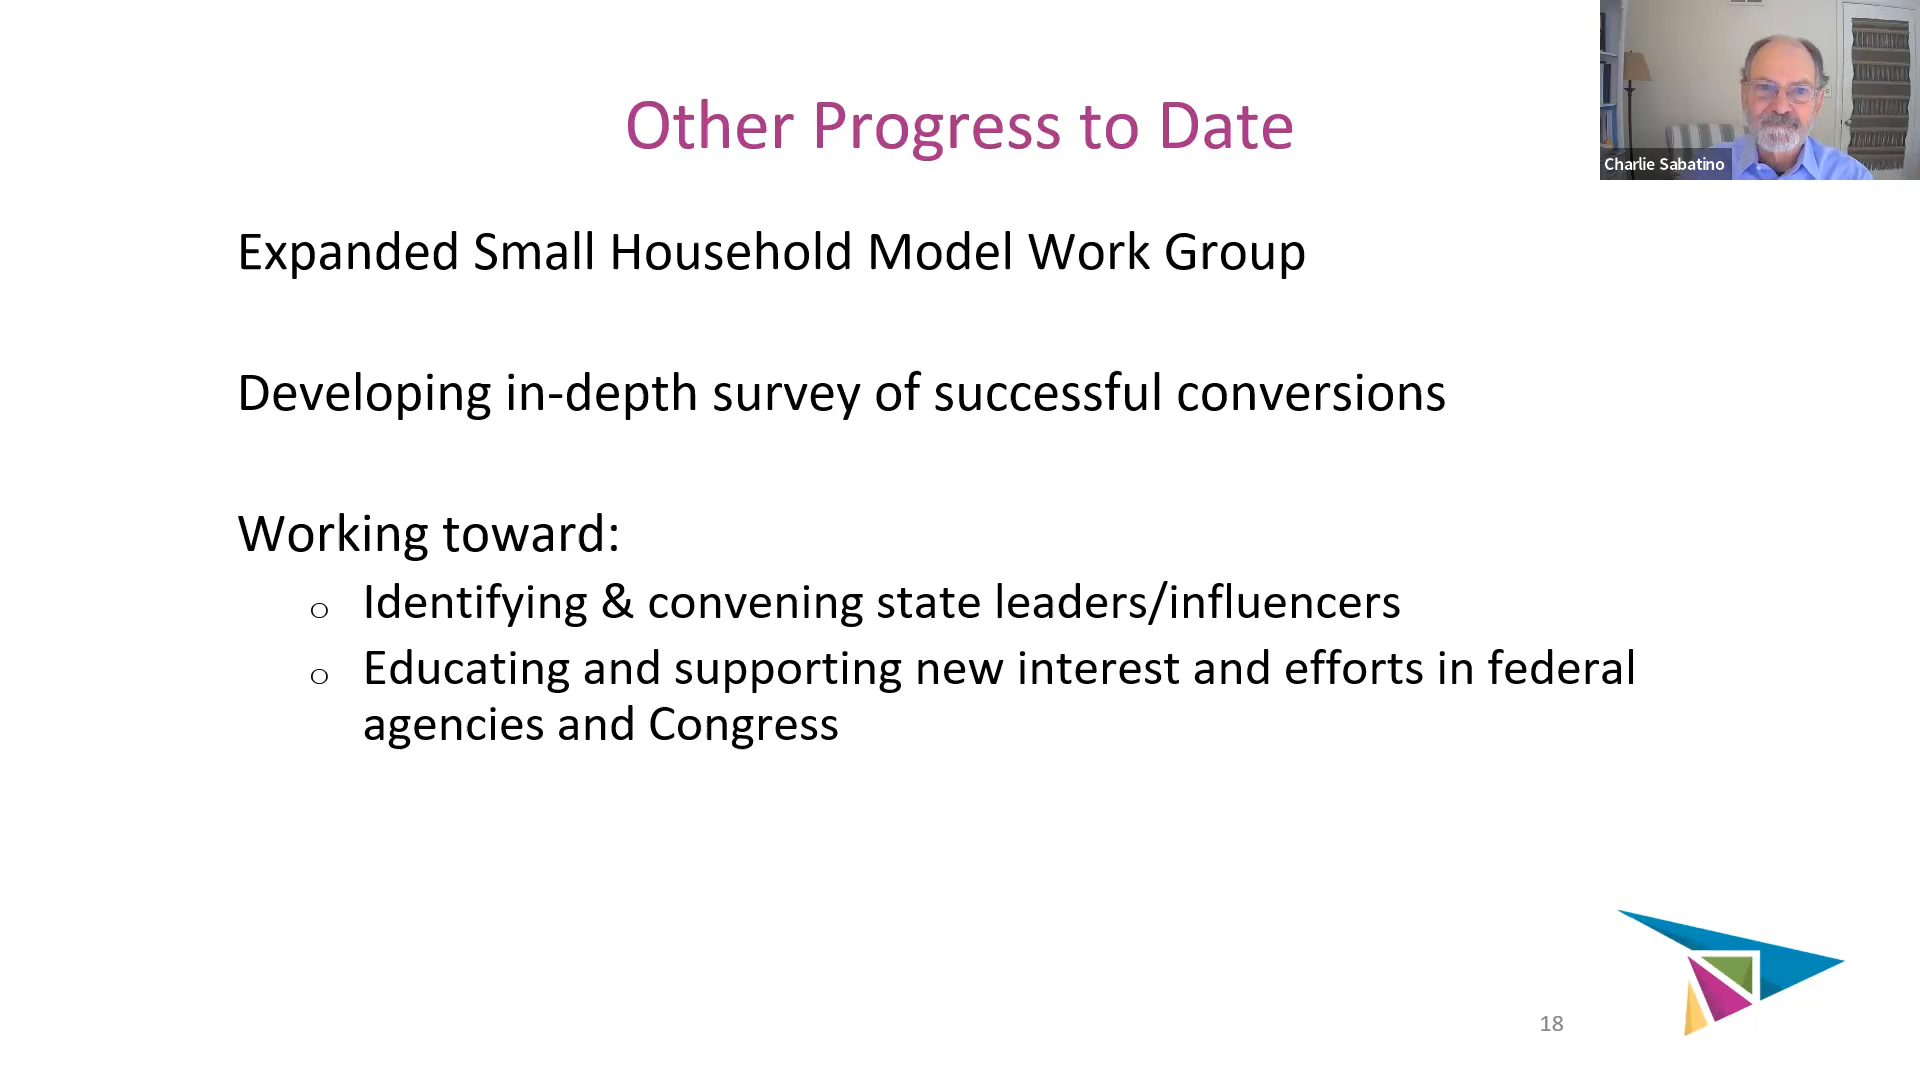 Other Progress to Date
Charlie Sabatino
Expanded Small Household Model Work Group
Developing in-depth survey of successful conversions
Working toward:
o Identifying & convening state leaders/influencers
o Educating and supporting new interest and efforts in federal
agencies and Congress
18